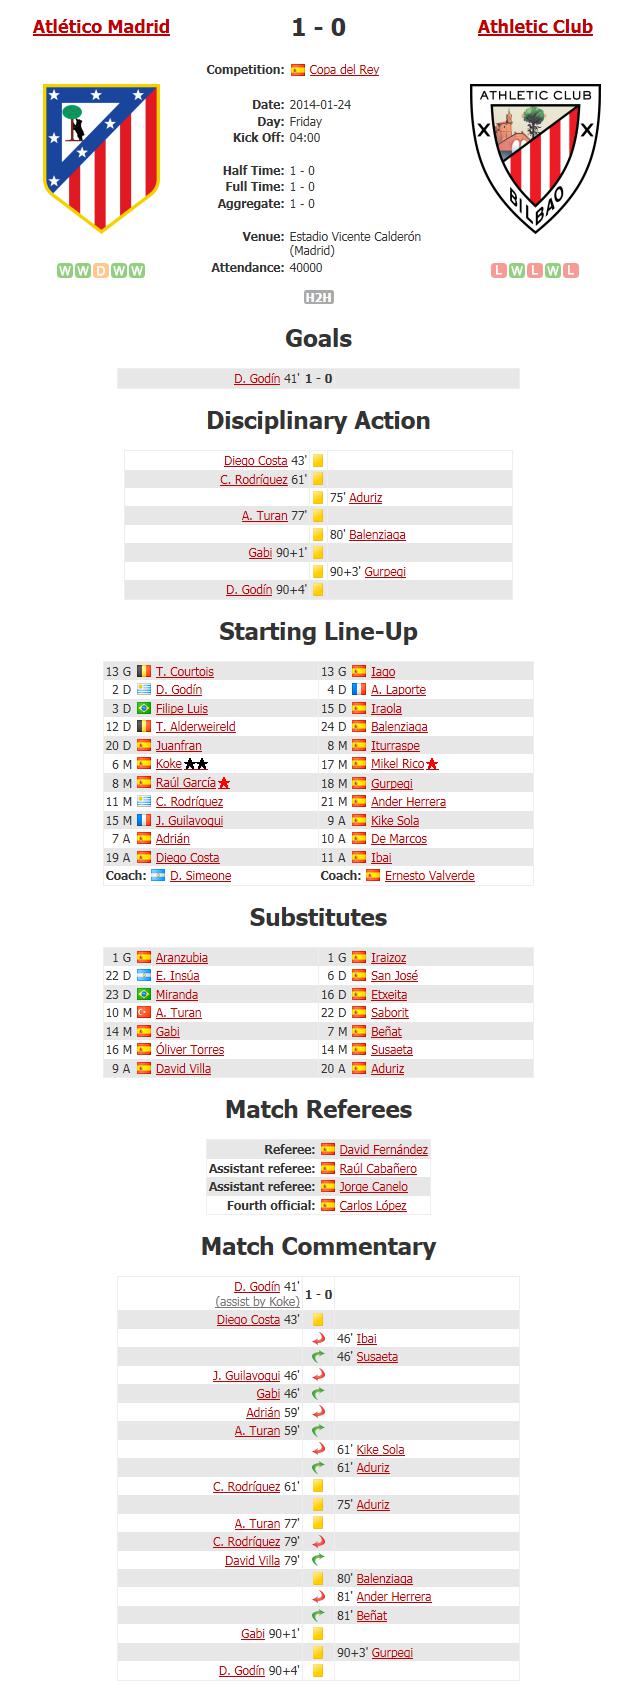 Atlético Madrid 1 - 0 Athletic Club
Competition: Copa del Rey
Date: 2014-01-24
Day: Friday
Kick Off: 04:00
Half Time: 1 - 0
Full Time: 1 - 0
Aggregate: 1 - 0
Venue: Estadio Vicente Calderón
(Madrid)
Attendance: 40000
ATHLETIC CLUB
BILBAO
W W D W W
L W L W L
H2H
Goals
D. Godín 41' 1 - 0
Disciplinary Action
Diego Costa 43'
C. Rodríguez 61'
75' Aduriz
A. Turan 77'
80' Balenziaga
Gabi 90+1'
90+3' Gurpegi
D. Godín 90+4'
Starting Line-Up
13 G T. Courtois 13 G Iago
2 D D. Godín 4 D A. Laporte
3 D Filipe Luis 15 D Iraola
12 D T. Alderweireld 24 D Balenziaga
20 D Juanfran 8 M Iturraspe
6 M Koke 17 M Mikel Rico
8 M Raúl García 18 M Gurpegi
11 M C. Rodríguez 21 M Ander Herrera
15 M J. Guilavogui 9 A Kike Sola
7 A Adrián 10 A De Marcos
19 A Diego Costa 11 A Ibai
Coach: D. Simeone Coach: Ernesto Valverde
Substitutes
1 G Aranzubia 1 G Iraizoz
22 D E. Insúa 6 D San José
23 D Miranda 16 D Etxeita
10 M A. Turan 22 D Saborit
14 M Gabi 7 M Beñat
16 M Óliver Torres 14 M Susaeta
9 A David Villa 20 A Aduriz
Match Referees
Referee: David Fernández
Assistant referee: Raúl Cabañero
Assistant referee: Jorge Canelo
Fourth official: Carlos López
Match Commentary
D. Godín 41' 1 - 0
(assist by Koke)
Diego Costa 43'
46' Ibai
46' Susaeta
J. Guilavogui 46'
Gabi 46'
Adrián 59'
A. Turan 59'
61' Kike Sola
61' Aduriz
C. Rodríguez 61'
75' Aduriz
A. Turan 77'
C. Rodríguez 79'
David Villa 79'
80' Balenziaga
81' Ander Herrera
81' Beñat
Gabi 90+1'
90+3' Gurpegi
D. Godín 90+4'